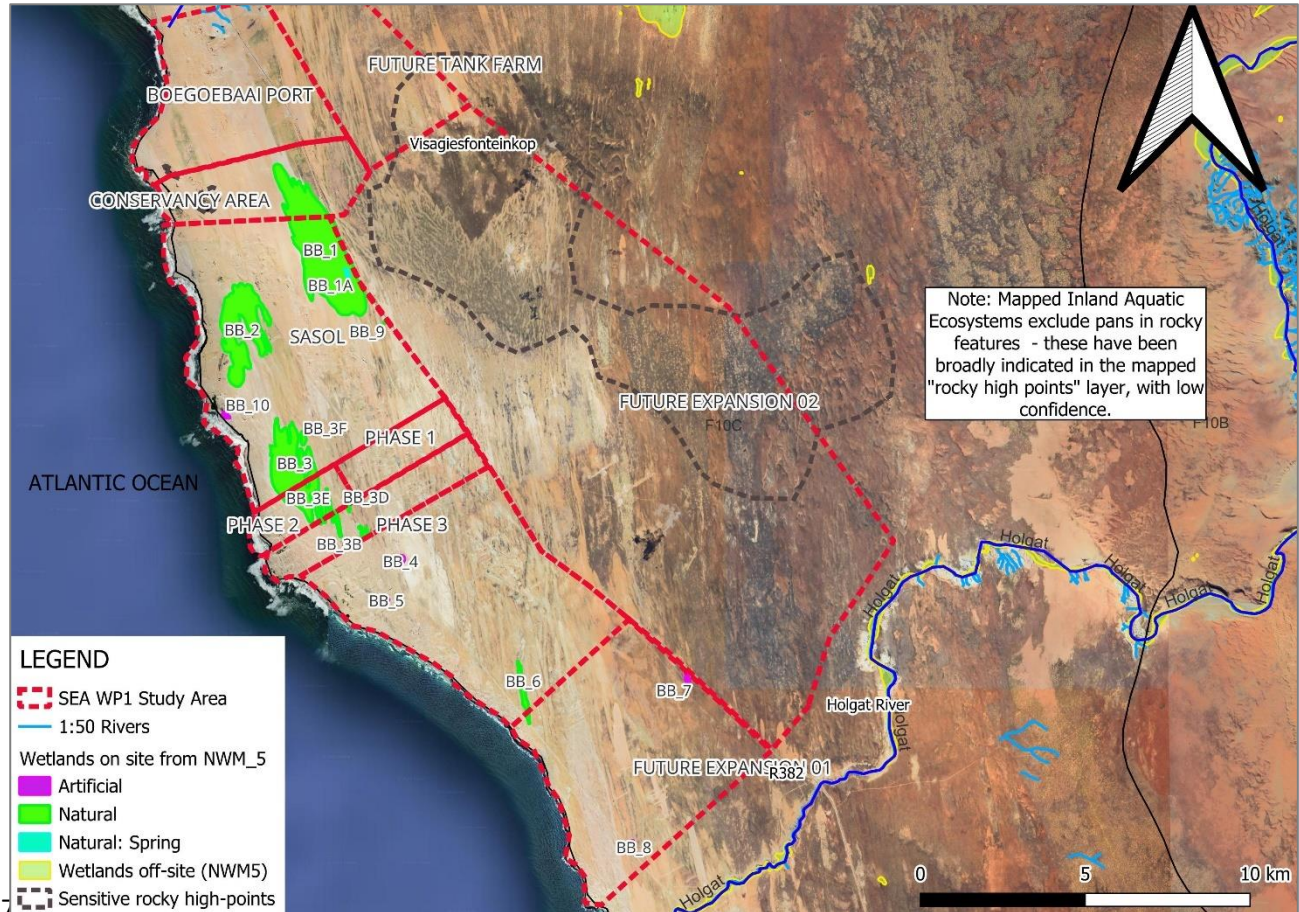 FUTURE TANK FARM
BOEGOEBAAI PORT
Visagiesfonteinkop
CONSERVANCY AREA
BB_1
BB_1A
BB_2
SASOL
BB_9
BB_10
BB_3F
PHASE 1
BB_3
BB_3E
BB_3D
PHASE 2
PHASE 3
BB_3B
BB_4
BB_5
BB_6
BB_7
BB_8
ATLANTIC OCEAN
FUTURE EXPANSION 02
F10C
F10B
FUTURE EXPANSION 01
R382
Holgat River
Holgat
Holgat
Holgat
Holgat
Holgat
Holgat
Holgat
Holgat
Holgat
Note: Mapped Inland Aquatic
Ecosystems exclude pans in rocky
features - these have been
broadly indicated in the mapped
"rocky high points" layer, with low
confidence.
LEGEND
SEA WP1 Study Area
1:50 Rivers
Wetlands on site from NWM_5
Artificial
Natural
Natural: Spring
Wetlands off-site (NWM5)
Sensitive rocky high-points
0 5 10 km
7